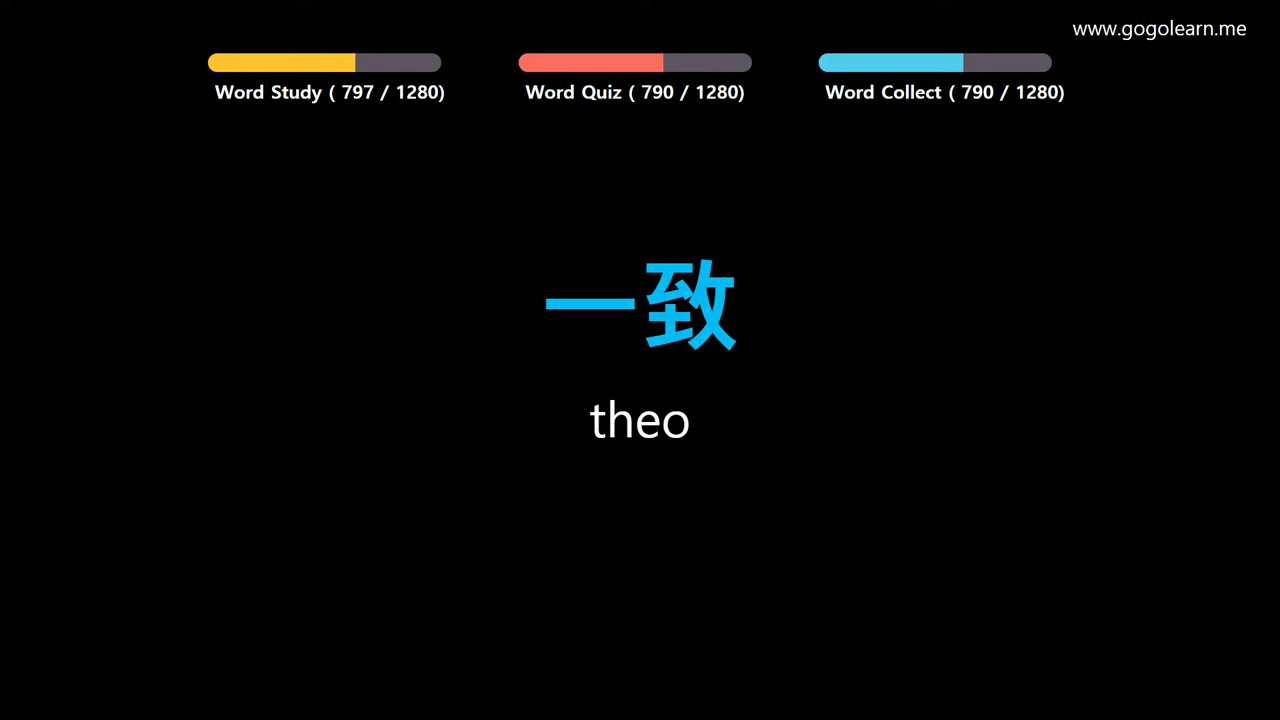 www.gogolearn.me
Word Study ( 797 / 1280)
Word Quiz ( 790 / 1280)
Word Collect ( 790 / 1280)
一致
theo